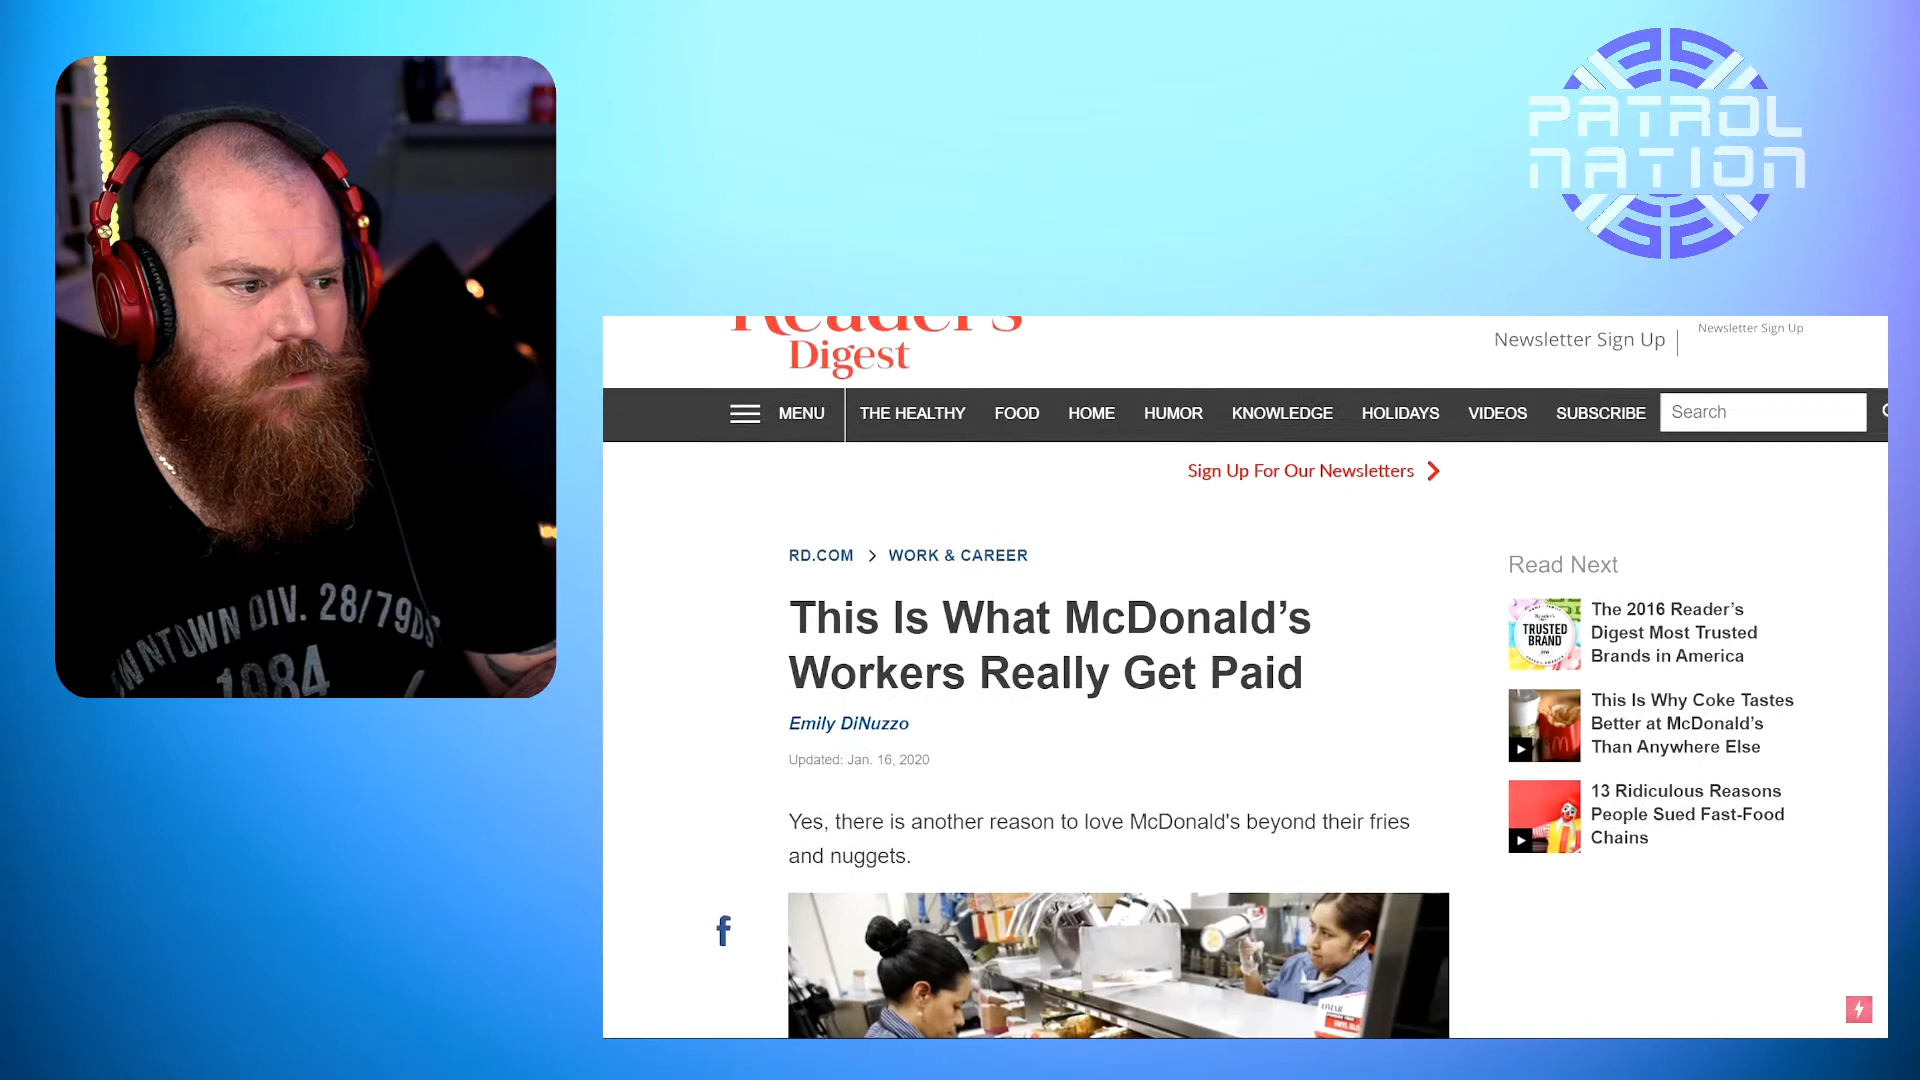 PATROL
NATION
Reader's
Digest
Newsletter Sign Up
Newsletter Sign Up
MENU THE HEALTHY FOOD HOME HUMOR KNOWLEDGE HOLIDAYS VIDEOS SUBSCRIBE Search
Sign Up For Our Newsletters
RD.COM > WORK & CAREER
This Is What McDonald’s
Workers Really Get Paid
Emily DiNuzzo
Updated: Jan. 16, 2020
Yes, there is another reason to love McDonald's beyond their fries
and nuggets.
Read Next
TRUSTED
BRAND
The 2016 Reader’s
Digest Most Trusted
Brands in America
This Is Why Coke Tastes
Better at McDonald’s
Than Anywhere Else
13 Ridiculous Reasons
People Sued Fast-Food
Chains
DIV. 28/79DS
1984